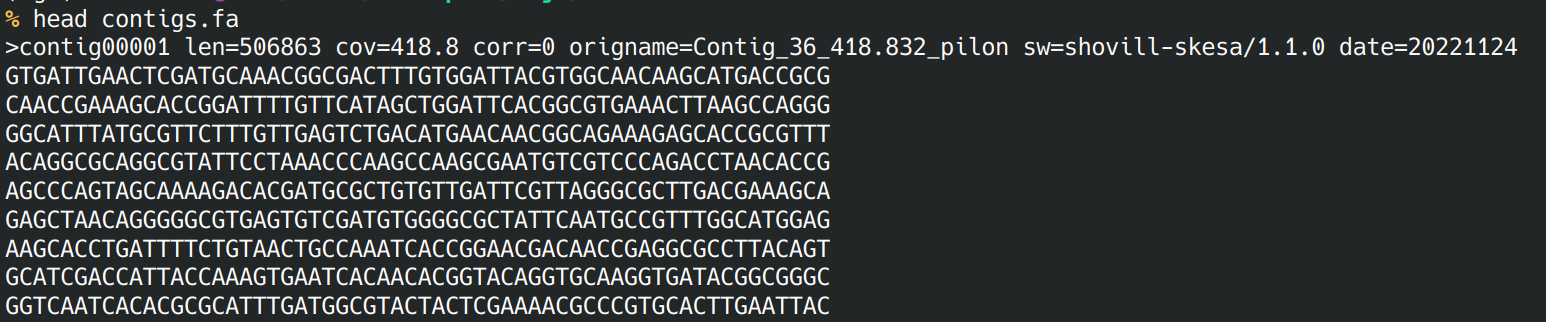 % head contigs.fa
>contig00001 len=506863 cov=418.8 corr=0 origname=Contig_36_418.832_pilon sw=shovill-skesa/1.1.0 date=20221124
GTGATTGAACTCGATGCAAACGGCGACTTTGTGGATTACGTGGCAACAAGCATGACCGCG
CAACCGAAAGCACCGGATTTTGTTCATAGCTGGATTCACGGCGTGAAACTTAAGCCAGGG
GGCATTTATGCGTTCTTTGTTGAGTCTGACATGAACAACGGCAGAAAGAGCACCGCGTTT
ACAGGCGCAGGCGTATTCCTAAACCCAAGCCAAGCGAATGTCGTCCCAGACCTAACACCG
AGCCCAGTAGCAAAAGACACGATGCGCTGTGTTGATTCGTTAGGGCGCTTGACGAAAGCA
GAGCTAACAGGGGGCGTGAGTGTCGATGTGGGGCGCTATTCAATGCCGTTTGGCATGGAG
AAGCACCTGATTTTCTGTAACTGCCAAATCACCGGAACGACAACCGAGGCGCCTTACAGT
GCATCGACCATTACCAAAGTGAATCACAACACGGTACAGGTGCAAGGTGATACGGCGGGC
GGTCAATCACACGCGCATTTGATGGCGTACTACTCGAAAACGCCCGTGCACTTGAATTAC